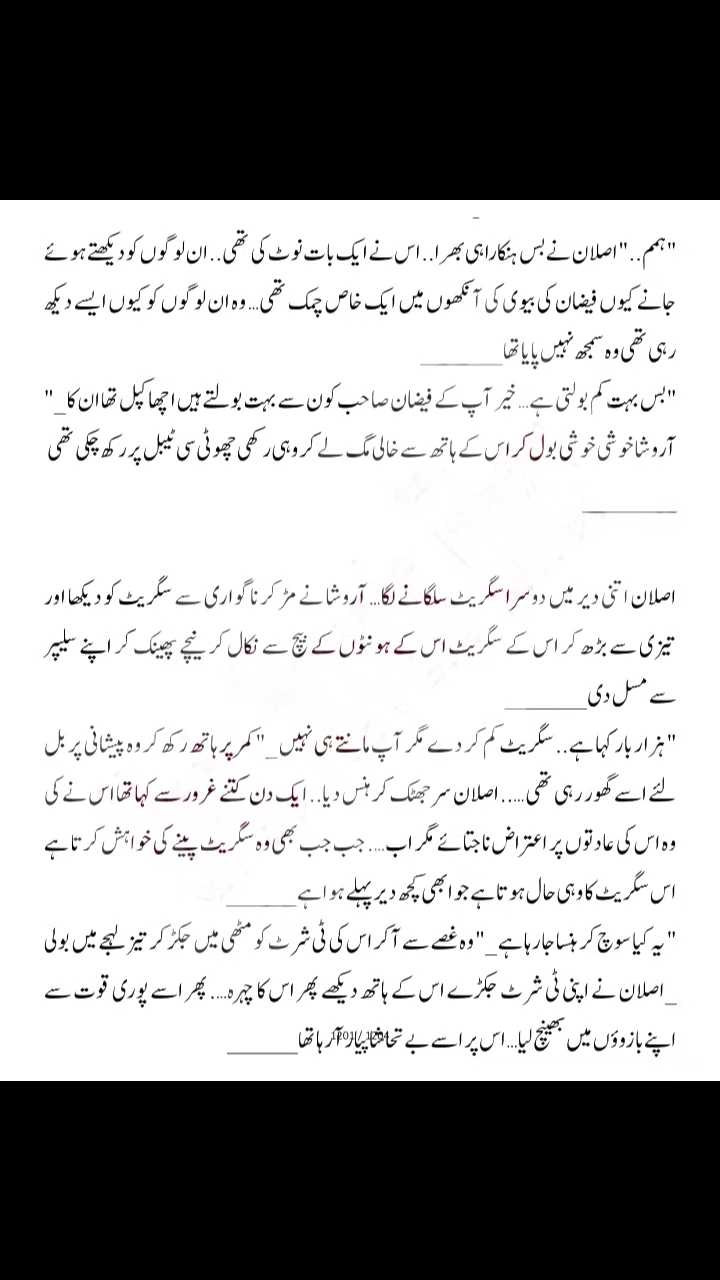 "ہمم.." اصلان نے بس ہنکارا ہی بھرا.. اس نے ایک بات نوٹ کی تھی.. ان لوگوں کو دیکھتے ہوئے
جانے کیوں فیضان کی بیوی کی آنکھوں میں ایک خاص چمک تھی... وہ ان لوگوں کو کیوں ایسے دیکھ
رہی تھی وہ سمجھ نہیں پایا تھا________
"بس بہت کم بولتی ہے... خیر آپ کے فیضان صاحب کون سے بہت بولتے ہیں اچھا کپل تھا ان کا_"
آروشا خوشی خوشی بول کر اس کے ہاتھ سے خالی مگ لے کر وہی رکھی چھوٹی سی ٹیبل پر رکھ چکی تھی
________
اصلان اتنی دیر میں دوسرا سگریٹ سلگانے لگا... آروشا نے مڑ کر ناگواری سے سگریٹ کو دیکھا اور
تیزی سے بڑھ کر اس کے سگریٹ اس کے ہونٹوں کے بیچ سے نکال کر نیچے پھینک کر اپنے سلیپر
سے مسل دی________
"ہزار بار کہا ہے.. سگریٹ کم کر دے مگر آپ مانتے ہی نہیں_" کمر پر ہاتھ رکھ کر وہ پیشانی پر بل
لئے اسے گھور رہی تھی..... اصلان سر جھٹک کر ہنس دیا.. ایک دن کتنے غرور سے کہا تھا اس نے کی
وہ اس کی عادتوں پر اعتراض نا جتائے مگر اب.... جب جب بھی وہ سگریٹ پینے کی خواہش کرتا ہے
اس سگریٹ کا وہی حال ہوتا ہے جو ابھی کچھ دیر پہلے ہوا ہے________
"یہ کیا سوچ کر ہنسا جا رہا ہے_" وہ غصے سے آ کر اس کی ٹی شرٹ کو مٹھی میں جکڑ کر تیز لہجے میں بولی
_اصلان نے اپنی ٹی شرٹ جکڑے اس کے ہاتھ دیکھے پھر اس کا چہرہ.... پھر اسے پوری قوت سے
اپنے بازوؤں میں بھینچ لیا... اس پر اسے بے تحاشا پیار آ رہا تھا________
1201 / 1204